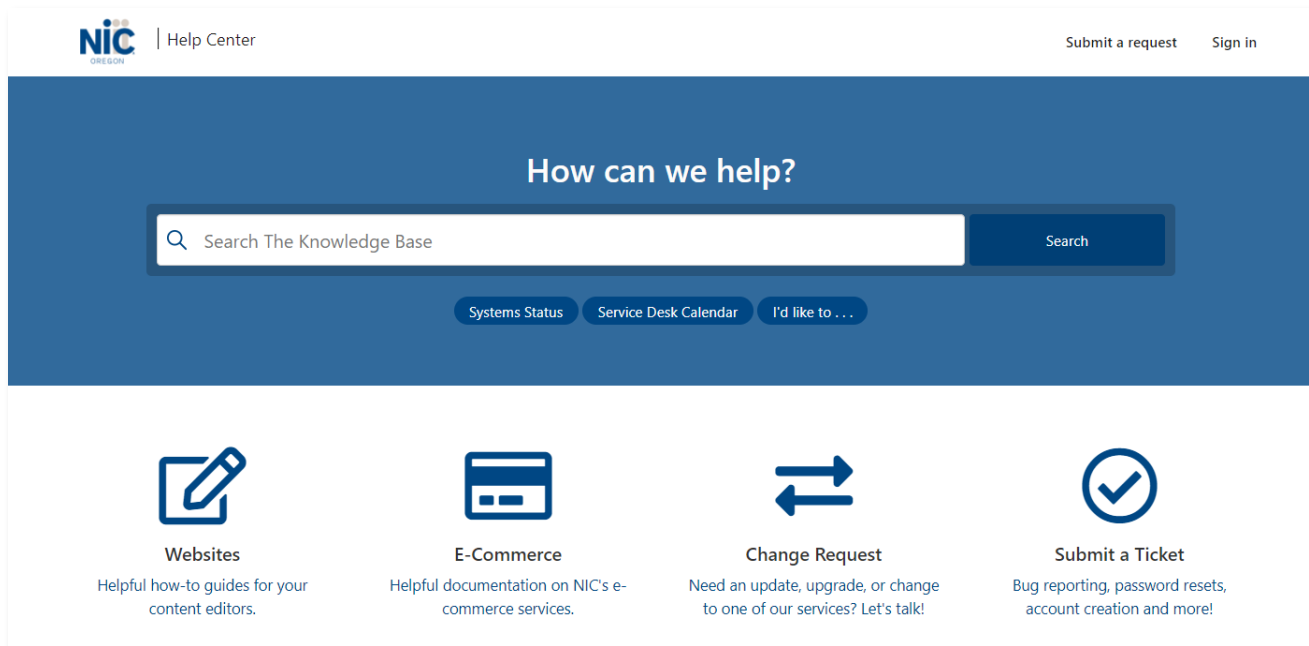 NIC
OREGON
Help Center
Submit a request
Sign in
How can we help?
Search The Knowledge Base
Search
Systems Status
Service Desk Calendar
I'd like to . . .
Websites
Helpful how-to guides for your
content editors.
E-Commerce
Helpful documentation on NIC's e-
commerce services.
Change Request
Need an update, upgrade, or change
to one of our services? Let's talk!
Submit a Ticket
Bug reporting, password resets,
account creation and more!